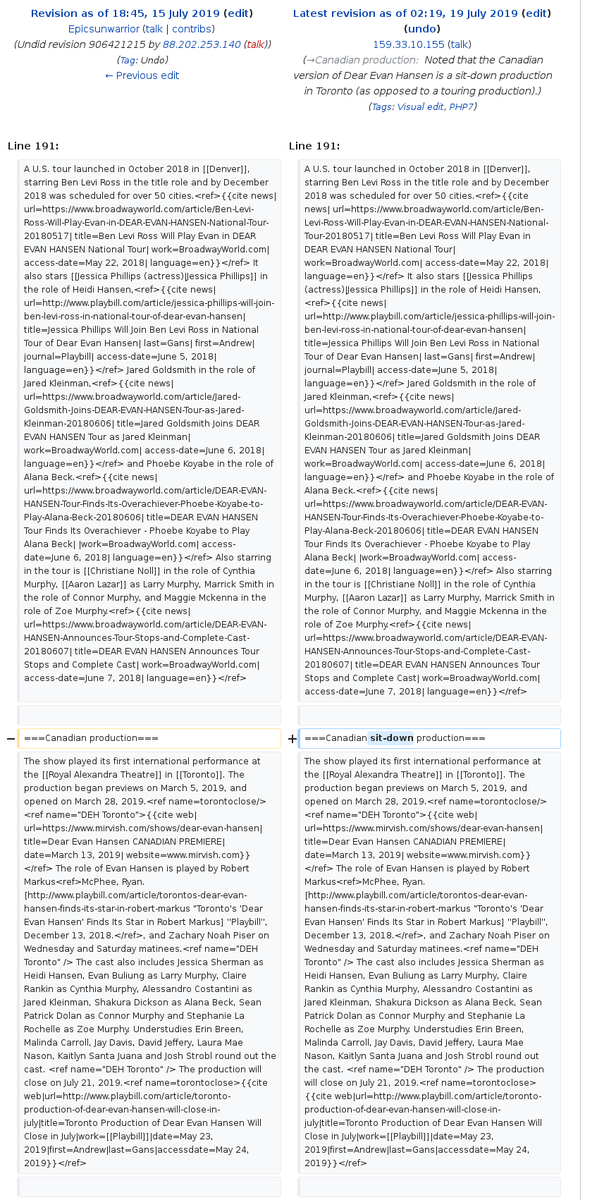 Revision as of 18:45, 15 July 2019 (edit)
Epicsunwarrior (talk | contribs)
(Undid revision 906421215 by
88.202.253.140 (talk))
(Tag: Undo)
← Previous edit
Latest revision as of 02:19, 19 July 2019 (edit)
(undo)
159.33.10.155 (talk)
(→Canadian production: Noted that the Canadian
version of Dear Evan Hansen is a sit-down production
in Toronto (as opposed to a touring production).)
(Tags: Visual edit, PHP7)
Line 191:
A U.S. tour launched in October 2018 in [[Denver]],
starring Ben Levi Ross in the title role and by December
2018 was scheduled for over 50 cities.<ref>{{cite news|
url=https://www.broadwayworld.com/article/Ben-Levi-
Ross-Will-Play-Evan-in-DEAR-EVAN-HANSEN-National-Tour-
20180517| title=Ben Levi Ross Will Play Evan in DEAR
EVAN HANSEN National Tour| work=BroadwayWorld.com|
access-date=May 22, 2018| language=en}}</ref> It
also stars [[Jessica Phillips (actress)|Jessica Phillips]] in
the role of Heidi Hansen,<ref>{{cite news|
url=http://www.playbill.com/article/jessica-phillips-will-join-
ben-levi-ross-in-national-tour-of-dear-evan-hansen|
title=Jessica Phillips Will Join Ben Levi Ross in National
Tour of Dear Evan Hansen| last=Gans| first=Andrew|
journal=Playbill| access-date=June 5, 2018|
language=en}}</ref> Jared Goldsmith in the role of
Jared Kleinman,<ref>{{cite news|
url=https://www.broadwayworld.com/article/Jared-
Goldsmith-Joins-DEAR-EVAN-HANSEN-Tour-as-Jared-
Kleinman-20180606| title=Jared Goldsmith Joins DEAR
EVAN HANSEN Tour as Jared Kleinman|
work=BroadwayWorld.com| access-date=June 6, 2018|
language=en}}</ref> and Phoebe Koyabe in the role of
Alana Beck.<ref>{{cite news|
url=https://www.broadwayworld.com/article/DEAR-EVAN-
HANSEN-Tour-Finds-Its-Overachiever-Phoebe-Koyabe-to-
Play-Alana-Beck-20180606| title=DEAR EVAN HANSEN
Tour Finds Its Overachiever - Phoebe Koyabe to Play
Alana Beck| |work=BroadwayWorld.com| access-
date=June 6, 2018| language=en}}</ref> Also starring
in the tour is [[Christiane Noll]] in the role of Cynthia
Murphy, [[Aaron Lazar]] as Larry Murphy, Marrick Smith in
the role of Connor Murphy, and Maggie Mckenna in the
role of Zoe Murphy.<ref>{{cite news|
url=https://www.broadwayworld.com/article/DEAR-EVAN-
HANSEN-Announces-Tour-Stops-and-Complete-Cast-
20180607| title=DEAR EVAN HANSEN Announces Tour
Stops and Complete Cast| work=BroadwayWorld.com|
access-date=June 7, 2018| language=en}}</ref>
− ===Canadian production===
The show played its first international performance at
the [[Royal Alexandra Theatre]] in [[Toronto]]. The
production began previews on March 5, 2019, and
opened on March 28, 2019.<ref name=torontoclose/>
<ref name="DEH Toronto">{{cite web|
url=https://www.mirvish.com/shows/dear-evan-hansen|
title=Dear Evan Hansen CANADIAN PREMIERE|
date=March 13, 2019| website=www.mirvish.com}}
</ref> The role of Evan Hansen is played by Robert
Markus<ref>McPhee, Ryan.
[http://www.playbill.com/article/torontos-dear-evan-
hansen-finds-its-star-in-robert-markus "Toronto's 'Dear
Evan Hansen' Finds Its Star in Robert Markus] ''Playbill'',
December 13, 2018.</ref>, and Zachary Noah Piser on
Wednesday and Saturday matinees.<ref name="DEH
Toronto" /> The cast also includes Jessica Sherman as
Heidi Hansen, Evan Buliung as Larry Murphy, Claire
Rankin as Cynthia Murphy, Alessandro Costantini as
Jared Kleinman, Shakura Dickson as Alana Beck, Sean
Patrick Dolan as Connor Murphy and Stephanie La
Rochelle as Zoe Murphy. Understudies Erin Breen,
Malinda Carroll, Jay Davis, David Jeffery, Laura Mae
Nason, Kaitlyn Santa Juana and Josh Strobl round out the
cast. <ref name="DEH Toronto" /> The production will
close on July 21, 2019.<ref name=torontoclose>{{cite
web|url=http://www.playbill.com/article/toronto-
production-of-dear-evan-hansen-will-close-in-
july|title=Toronto Production of Dear Evan Hansen Will
Close in July|work=[[Playbill]]|date=May 23,
2019|first=Andrew|last=Gans|accessdate=May 24,
2019}}</ref>
Line 191:
A U.S. tour launched in October 2018 in [[Denver]],
starring Ben Levi Ross in the title role and by December
2018 was scheduled for over 50 cities.<ref>{{cite
news| url=https://www.broadwayworld.com/article/Ben-
Levi-Ross-Will-Play-Evan-in-DEAR-EVAN-HANSEN-National-
Tour-20180517| title=Ben Levi Ross Will Play Evan in
DEAR EVAN HANSEN National Tour|
work=BroadwayWorld.com| access-date=May 22, 2018|
language=en}}</ref> It also stars [[Jessica Phillips
(actress)|Jessica Phillips]] in the role of Heidi Hansen,
<ref>{{cite news|
url=http://www.playbill.com/article/jessica-phillips-will-join-
ben-levi-ross-in-national-tour-of-dear-evan-hansen|
title=Jessica Phillips Will Join Ben Levi Ross in National
Tour of Dear Evan Hansen| last=Gans| first=Andrew|
journal=Playbill| access-date=June 5, 2018|
language=en}}</ref> Jared Goldsmith in the role of
Jared Kleinman,<ref>{{cite news|
url=https://www.broadwayworld.com/article/Jared-
Goldsmith-Joins-DEAR-EVAN-HANSEN-Tour-as-Jared-
Kleinman-20180606| title=Jared Goldsmith Joins DEAR
EVAN HANSEN Tour as Jared Kleinman|
work=BroadwayWorld.com| access-date=June 6, 2018|
language=en}}</ref> and Phoebe Koyabe in the role of
Alana Beck.<ref>{{cite news|
url=https://www.broadwayworld.com/article/DEAR-EVAN-
HANSEN-Tour-Finds-Its-Overachiever-Phoebe-Koyabe-to-
Play-Alana-Beck-20180606| title=DEAR EVAN HANSEN
Tour Finds Its Overachiever - Phoebe Koyabe to Play
Alana Beck| |work=BroadwayWorld.com| access-
date=June 6, 2018| language=en}}</ref> Also starring
in the tour is [[Christiane Noll]] in the role of Cynthia
Murphy, [[Aaron Lazar]] as Larry Murphy, Marrick Smith in
the role of Connor Murphy, and Maggie Mckenna in the
role of Zoe Murphy.<ref>{{cite news|
url=https://www.broadwayworld.com/article/DEAR-EVAN-
HANSEN-Announces-Tour-Stops-and-Complete-Cast-
20180607| title=DEAR EVAN HANSEN Announces Tour
Stops and Complete Cast| work=BroadwayWorld.com|
access-date=June 7, 2018| language=en}}</ref>
+ ===Canadian sit-down production===
The show played its first international performance at
the [[Royal Alexandra Theatre]] in [[Toronto]]. The
production began previews on March 5, 2019, and
opened on March 28, 2019.<ref name=torontoclose/>
<ref name="DEH Toronto">{{cite web|
url=https://www.mirvish.com/shows/dear-evan-hansen|
title=Dear Evan Hansen CANADIAN PREMIERE|
date=March 13, 2019| website=www.mirvish.com}}
</ref> The role of Evan Hansen is played by Robert
Markus<ref>McPhee, Ryan.
[http://www.playbill.com/article/torontos-dear-evan-
hansen-finds-its-star-in-robert-markus "Toronto's 'Dear
Evan Hansen' Finds Its Star in Robert Markus] ''Playbill'',
December 13, 2018.</ref>, and Zachary Noah Piser on
Wednesday and Saturday matinees.<ref name="DEH
Toronto" /> The cast also includes Jessica Sherman as
Heidi Hansen, Evan Buliung as Larry Murphy, Claire
Rankin as Cynthia Murphy, Alessandro Costantini as
Jared Kleinman, Shakura Dickson as Alana Beck, Sean
Patrick Dolan as Connor Murphy and Stephanie La
Rochelle as Zoe Murphy. Understudies Erin Breen,
Malinda Carroll, Jay Davis, David Jeffery, Laura Mae
Nason, Kaitlyn Santa Juana and Josh Strobl round out
the cast. <ref name="DEH Toronto" /> The production
will close on July 21, 2019.<ref name=torontoclose>
{{cite web|url=http://www.playbill.com/article/toronto-
production-of-dear-evan-hansen-will-close-in-
july|title=Toronto Production of Dear Evan Hansen Will
Close in July|work=[[Playbill]]|date=May 23,
2019|first=Andrew|last=Gans|accessdate=May 24,
2019}}</ref>